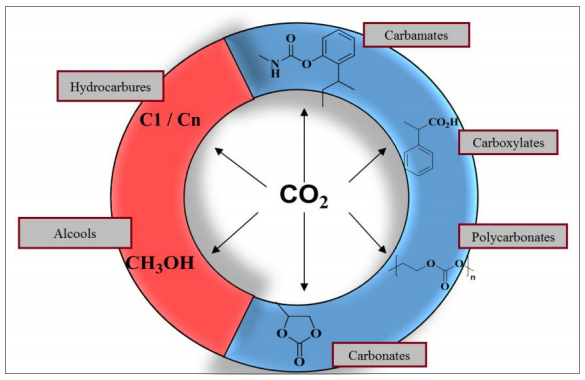 Carbamates
O
N
H
O
Hydrocarbures
C1 / Cn
CO₂H
Carboxylates
CO₂
Alcools
CH₃OH
Polycarbonates
O
O
O
n
O
O
O
Carbonates